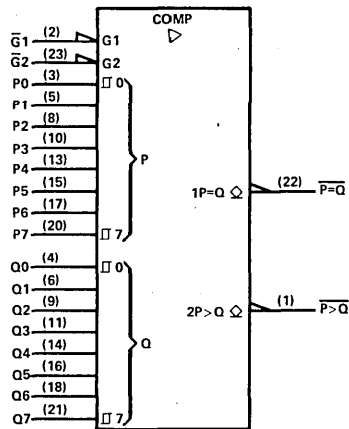 COMP
G1 (2) G1
G2 (23) G2
P0 (3) 0
P1 (5)
P2 (8)
P3 (10)
P4 (13)
P5 (15)
P6 (17)
P7 (20) 7
P
Q0 (4) 0
Q1 (6)
Q2 (9)
Q3 (11)
Q4 (14)
Q5 (16)
Q6 (18)
Q7 (21) 7
Q
1P=Q (22) P=Q
2P>Q (1) P>Q